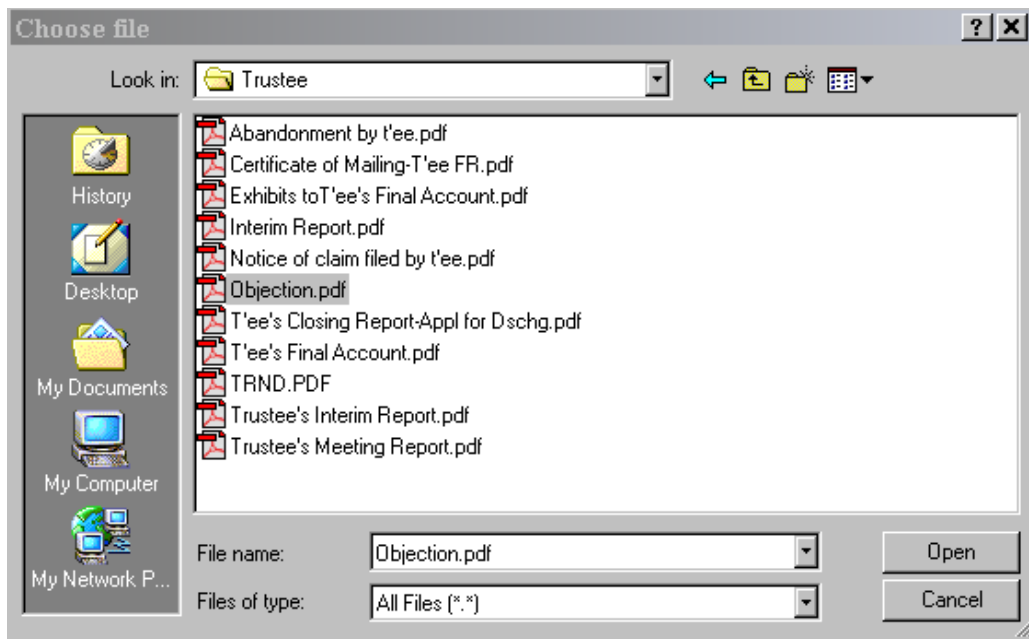 Choose file
Look in: Trustee
History
Desktop
My Documents
My Computer
My Network P...
Abandonment by t'ee.pdf
Certificate of Mailing-T'ee FR.pdf
Exhibits toT'ee's Final Account.pdf
Interim Report.pdf
Notice of claim filed by t'ee.pdf
Objection.pdf
T'ee's Closing Report-Appl for Dschg.pdf
T'ee's Final Account.pdf
TRND.PDF
Trustee's Interim Report.pdf
Trustee's Meeting Report.pdf
File name: Objection.pdf Open
Files of type: All Files (*.*) Cancel